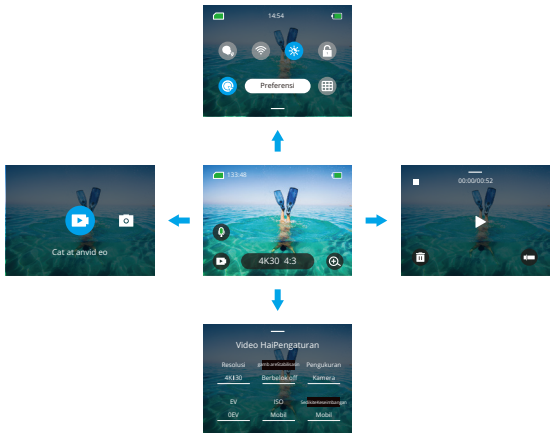 14:54
Preferensi
133:48
4K30 4:3
Cat at anvid eo
00:00/00:52
Video HaiPengaturan
Resolusi
Pengukuran
4K⁞30
Berbelok off
Kamera
EV
ISO
0EV
Mobil
Mobil